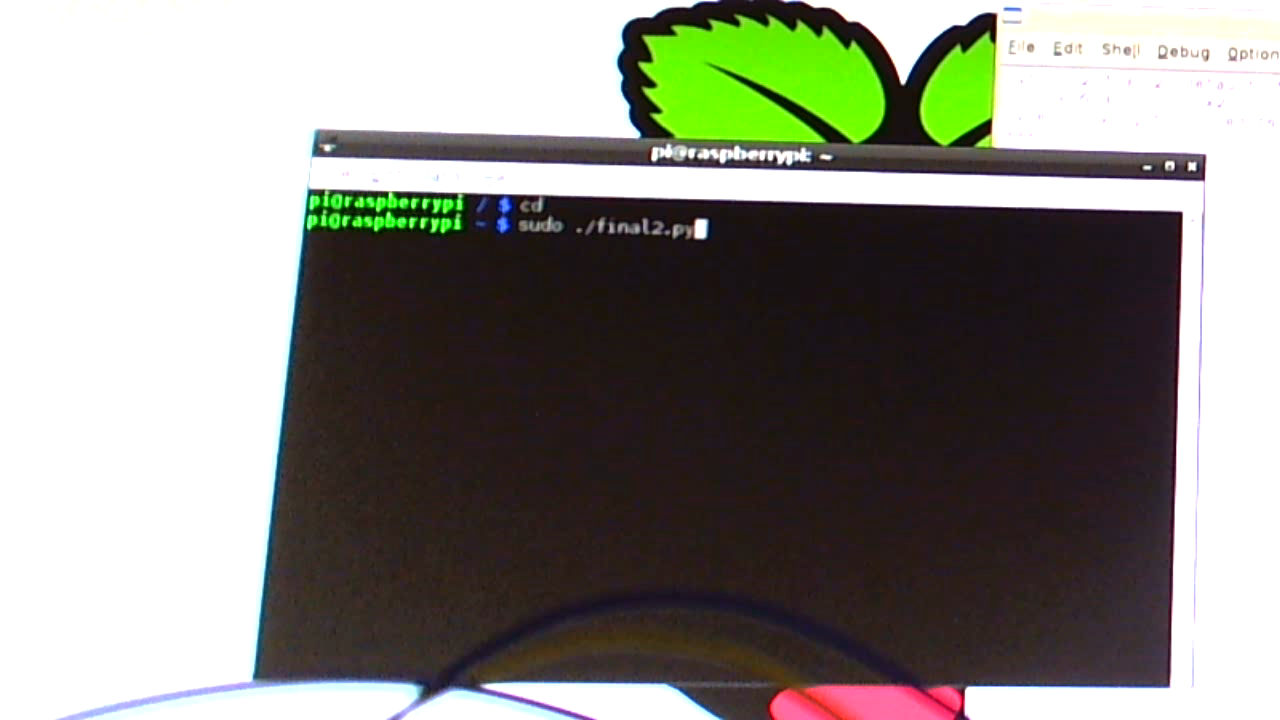 File Edit Shell Debug Option
pi@raspberrypi: ~
pi@raspberrypi / $ cd
pi@raspberrypi ~ $ sudo ./final2.py